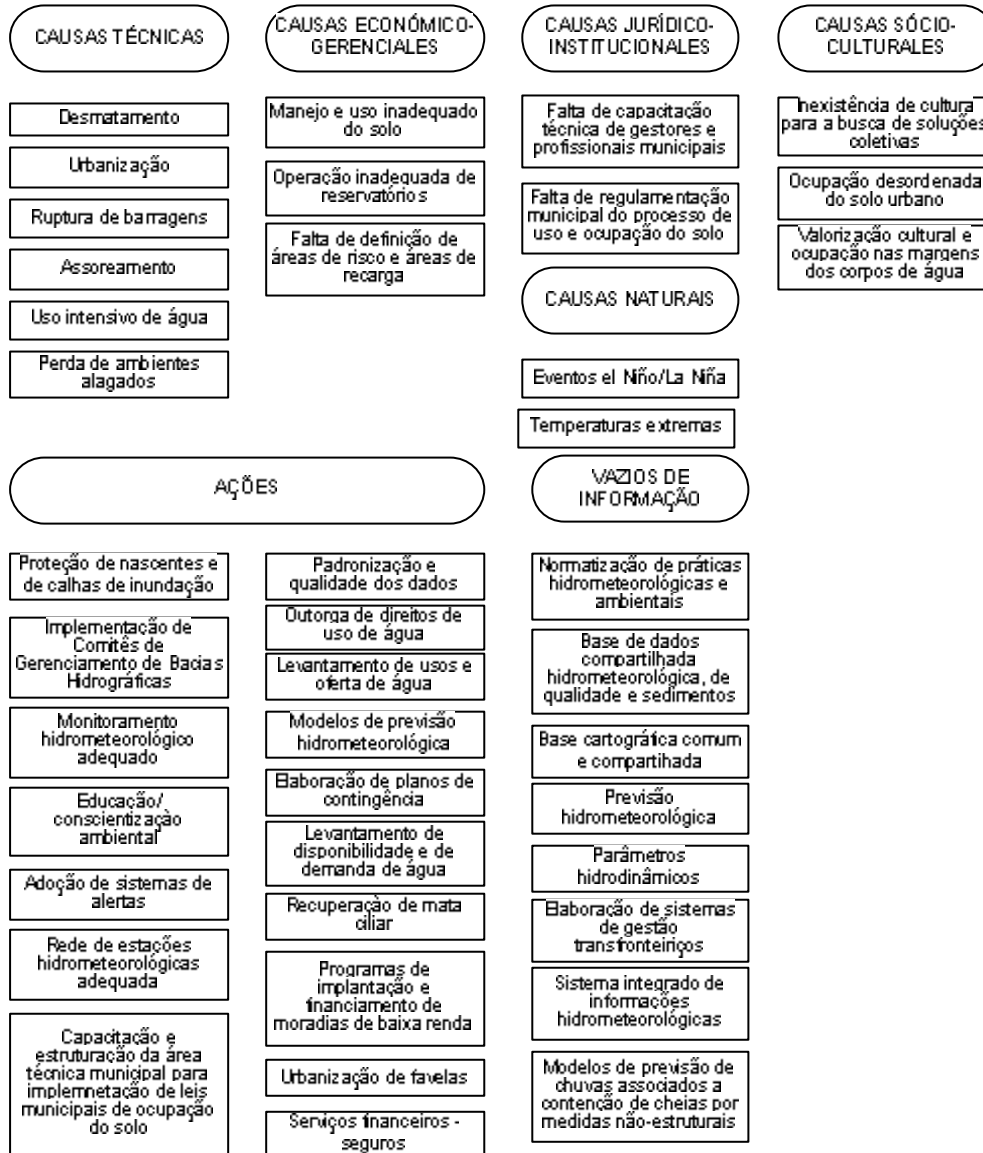 CAUSAS TÉCNICAS
CAUSAS ECONÓMICO-
GERENCIALES
CAUSAS JURÍDICO-
INSTITUCIONALES
CAUSAS SÓCIO-
CULTURALES
Desmatamento
Urbanização
Ruptura de barragens
Assoreamento
Uso intensivo de água
Perda de ambientes
alagados
Manejo e uso inadequado
do solo
Operação inadequada de
reservatórios
Falta de definição de
áreas de risco e áreas de
recarga
Falta de capacitação
técnica de gestores e
profissionais municipais
Falta de regulamentação
municipal do processo de
uso e ocupação do solo
CAUSAS NATURAIS
Eventos el Niño/La Niña
Temperaturas extremas
Inexistência de cultura
para a busca de soluções
coletivas
Ocupação desordenada
do solo urbano
Valorização cultural e
ocupação nas margens
dos corpos de água
AÇÕES
VAZIOS DE
INFORMAÇÃO
Proteção de nascentes e
de calhas de inundação
Implementação de
Comitês de
Gerenciamento de Bacias
Hidrográficas
Monitoramento
hidrometeorológico
adequado
Educação/
conscientização
ambiental
Adoção de sistemas de
alertas
Rede de estações
hidrometeorológicas
adequada
Capacitação e
estruturação da área
técnica municipal para
implemnetação de leis
municipais de ocupação
do solo
Padronização e
qualidade dos dados
Outorga de direitos de
uso de água
Levantamento de usos e
oferta de água
Modelos de previsão
hidrometeorológica
Elaboração de planos de
contingência
Levantamento de
disponibilidade e de
demanda de água
Recuperação de mata
ciliar
Programas de
implantação e
financiamento de
moradias de baixa renda
Urbanização de favelas
Serviços financeiros -
seguros
Normatização de práticas
hidrometeorológicas e
ambientais
Base de dados
compartilhada
hidrometeorológica, de
qualidade e sedimentos
Base cartográfica comum
e compartihada
Previsão
hidrometeorológica
Parâmetros
hidrodinâmicos
Elaboração de sistemas
de gestão
transfronteiriços
Sistema integrado de
informações
hidrometeorológicas
Modelos de previsão de
chuvas associados a
contenção de cheias por
medidas não-estruturais